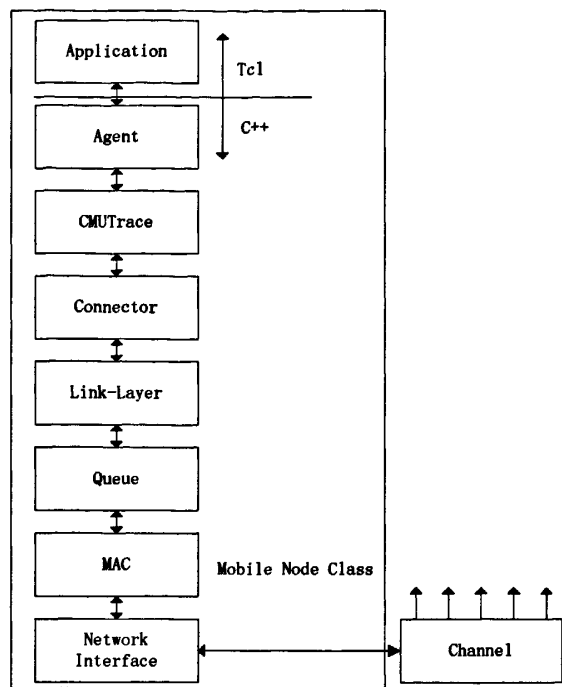 Application
Tcl
C++
Agent
CMUTrace
Connector
Link-Layer
Queue
MAC
Mobile Node Class
Network
Interface
Channel